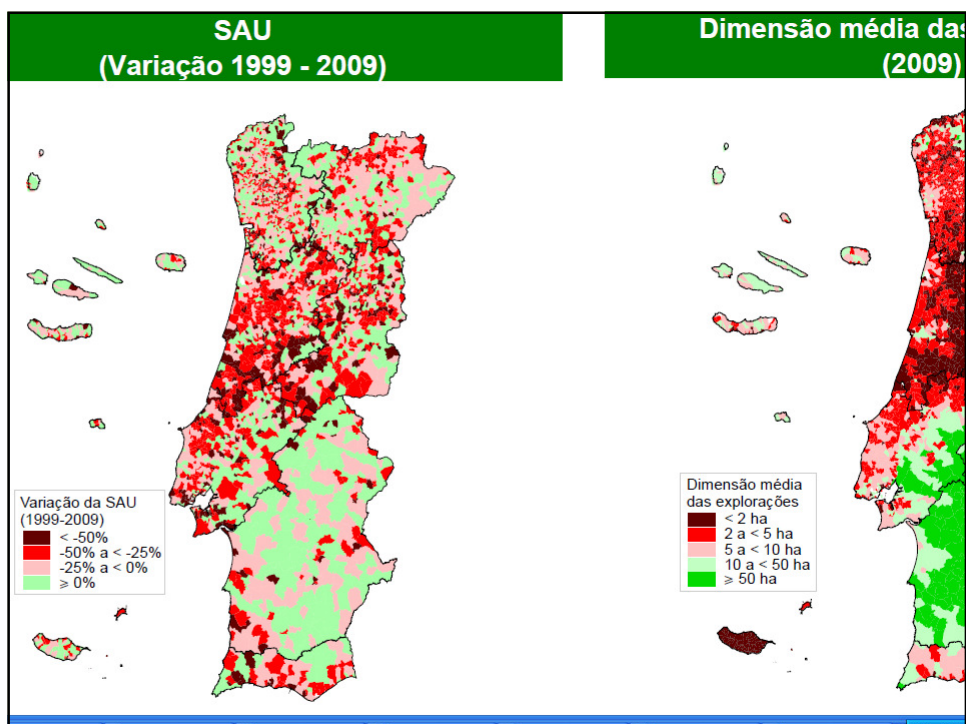 SAU
(Variação 1999 - 2009)
Dimensão média das
(2009)
Variação da SAU
(1999-2009)
< -50%
-50% a < -25%
-25% a < 0%
⩾ 0%
Dimensão média
das explorações
< 2 ha
2 a < 5 ha
5 a < 10 ha
10 a < 50 ha
⩾ 50 ha